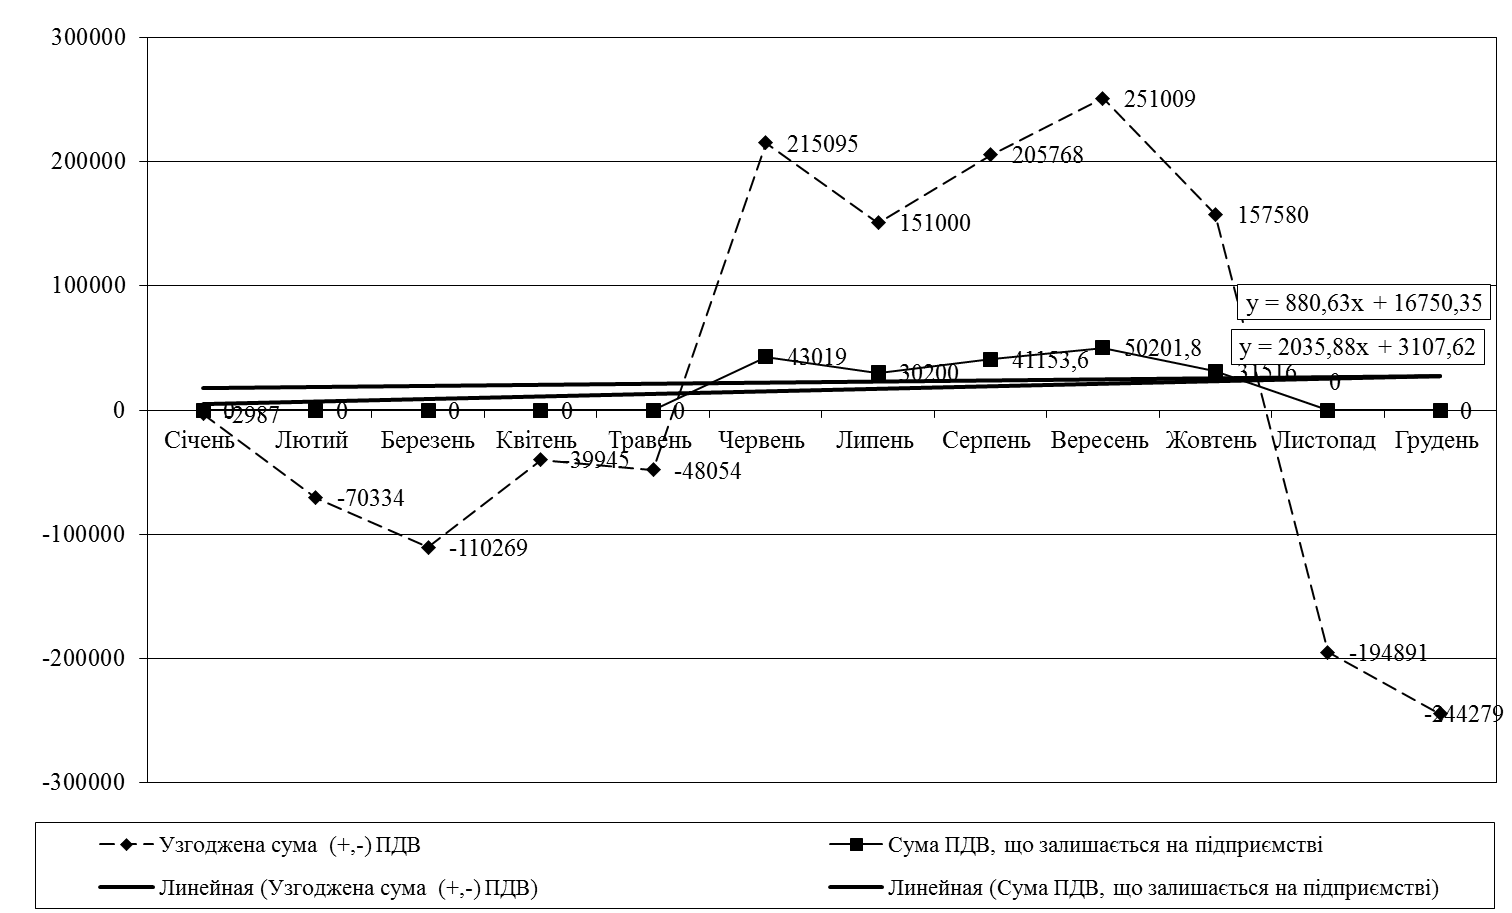 300000
251009
215095
200000
205768
157580
151000
100000
y = 880,63x + 16750,35
y = 2035,88x + 3107,62
50201,8
43019
41153,6
30200
31516
0
0
0
0
0
0
0
0
-2987
Січень
Лютий
Березень
Квітень
Травень
Червень
Липень
Серпень
Вересень
Жовтень
Листопад
Грудень
-39945
-48054
-70334
-100000
-110269
-200000
-194891
-244279
-300000
Узгоджена сума (+,-) ПДВ
Сума ПДВ, що залишається на підприємстві
Линейная (Узгоджена сума (+,-) ПДВ)
Линейная (Сума ПДВ, що залишається на підприємстві)